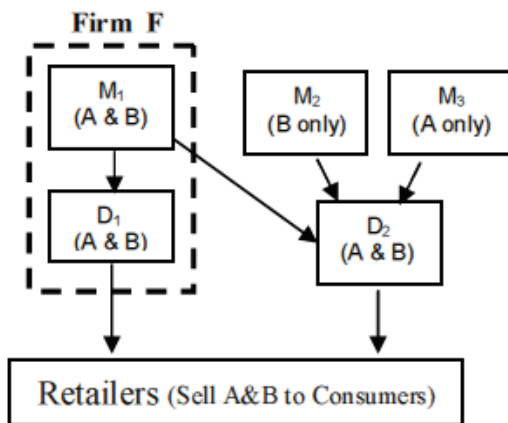 Firm F
M₁
(A & B)
M₂
(B only)
M₃
(A only)
D₁
(A & B)
D₂
(A & B)
Retailers (Sell A&B to Consumers)